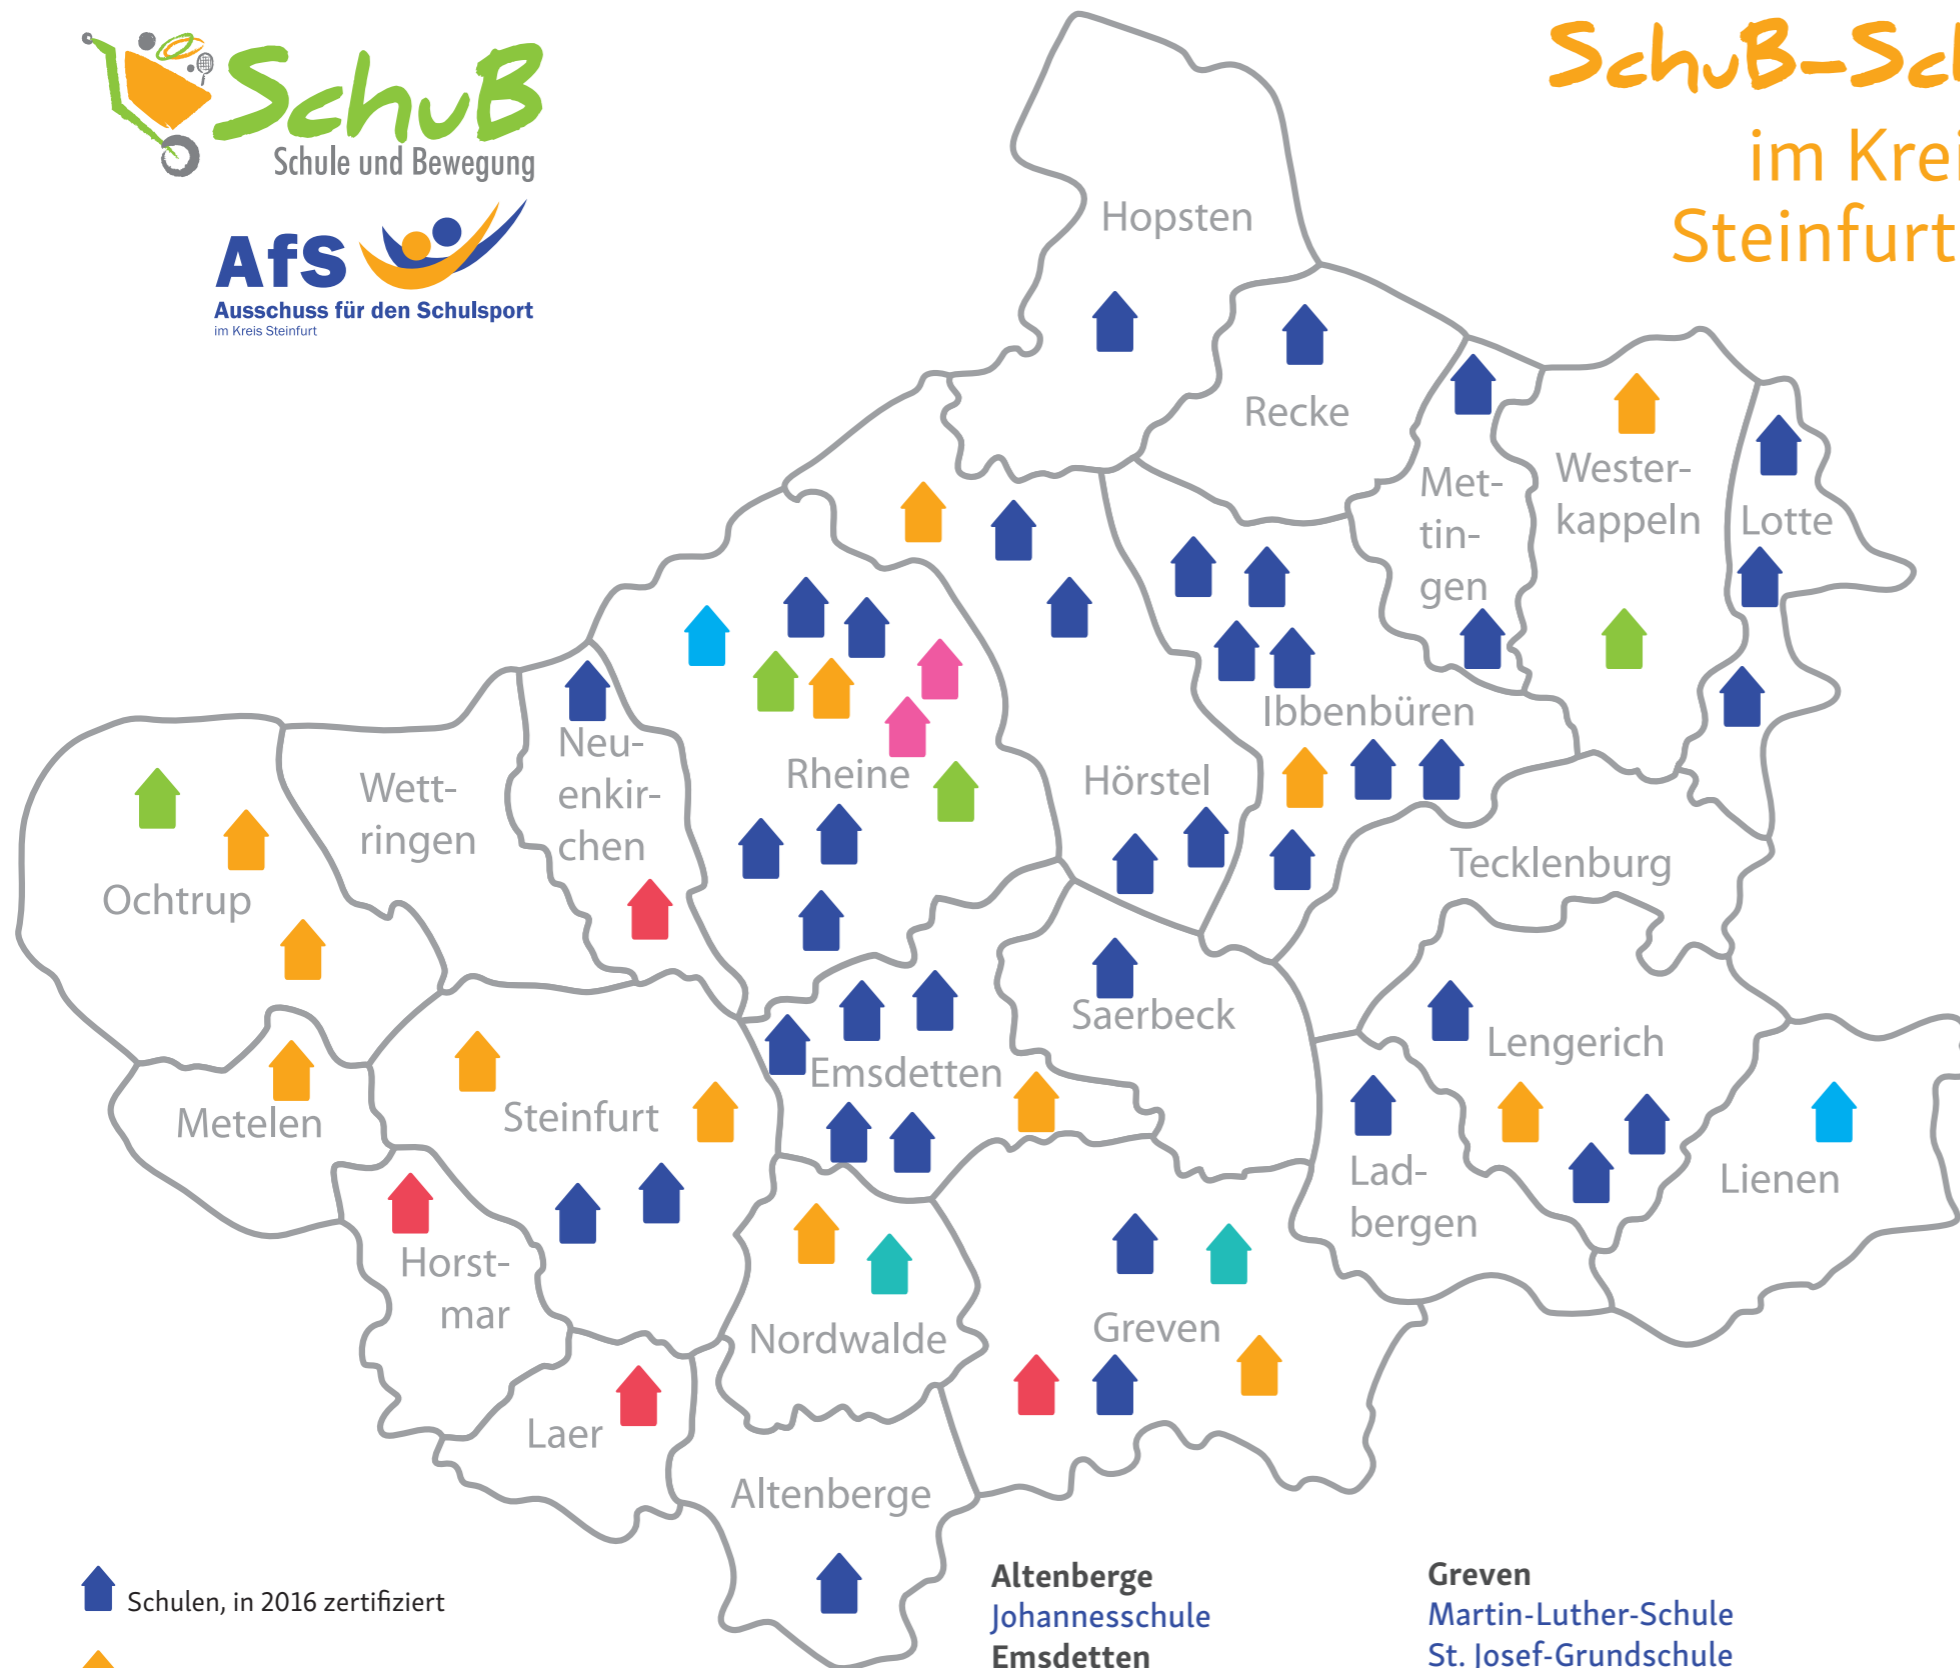 SchuB
Schule und Bewegung
AfS
Ausschuss für den Schulsport
im Kreis Steinfurt
SchuB-Sch
im Krei
Steinfurt
Hopsten
Recke
Met-
tin-
gen
Wester-
kappeln
Lotte
Ibbenbüren
Hörstel
Rheine
Neu-
enkir-
chen
Wett-
ringen
Ochtrup
Tecklenburg
Saerbeck
Lengerich
Emsdetten
Metelen
Steinfurt
Lad-
bergen
Lienen
Horst-
mar
Nordwalde
Greven
Laer
Altenberge
Schulen, in 2016 zertifiziert
Altenberge
Johannesschule
Emsdetten
Greven
Martin-Luther-Schule
St. Josef-Grundschule